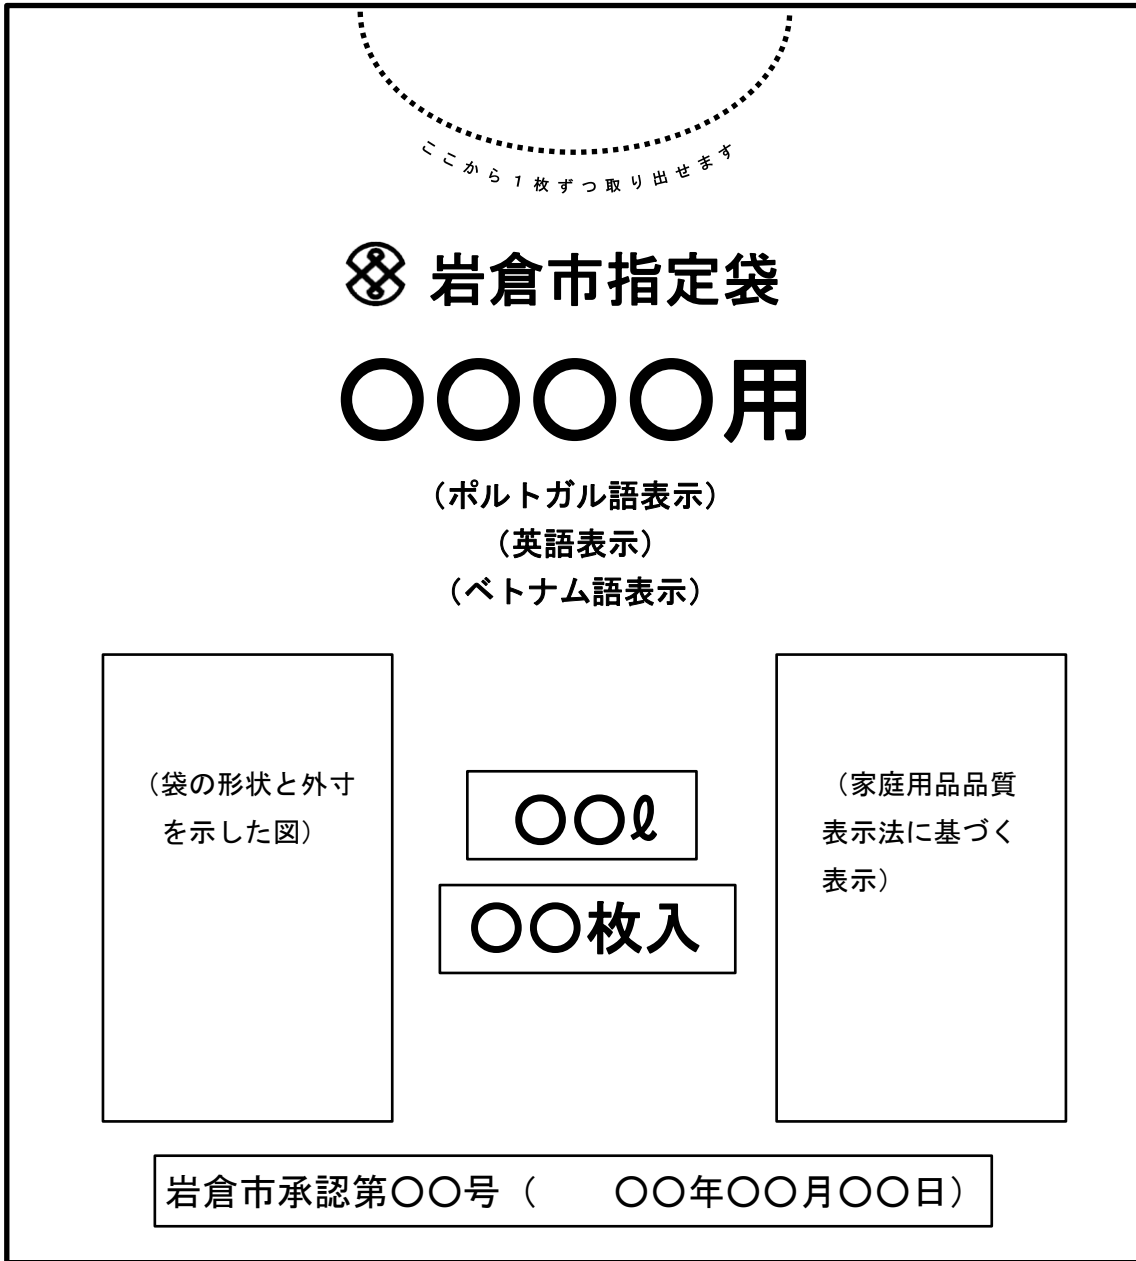 ここから1枚ずつ取り出せます
岩倉市指定袋
〇〇〇〇用
（ポルトガル語表示）
（英語表示）
（ベトナム語表示）
（袋の形状と外寸
を示した図）
〇〇ℓ
〇〇枚入
（家庭用品品質
表示法に基づく
表示）
岩倉市承認第〇〇号（　　〇〇年〇〇月〇〇日）